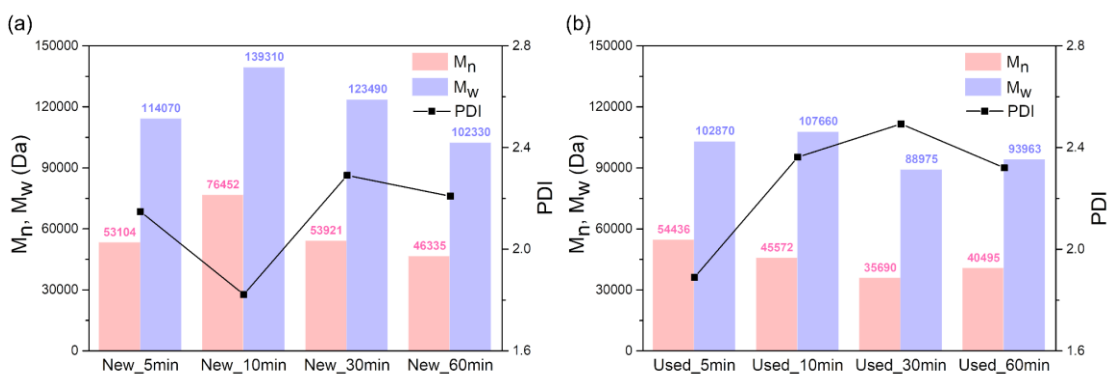 (a)
150000
120000
90000
60000
30000
0
Mn, Mw (Da)
2.8
2.4
2.0
1.6
PDI
Mn
Mw
PDI
114070
139310
123490
102330
53104
76452
53921
46335
New_5min New_10min New_30min New_60min
(b)
150000
120000
90000
60000
30000
0
Mn, Mw (Da)
2.8
2.4
2.0
1.6
PDI
Mn
Mw
PDI
102870
107660
88975
93963
54436
45572
35690
40495
Used_5min Used_10min Used_30min Used_60min